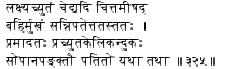 लक्ष्यच्युतं चेद्यदि चित्तमीषद्
बहिर्मुखं सन्निपतेत्ततस्ततः ।
प्रमादतः प्रच्युतकेलिकन्दुकः
सोपानपङ्क्तौ पतितो यथा तथा ॥ ३२५॥